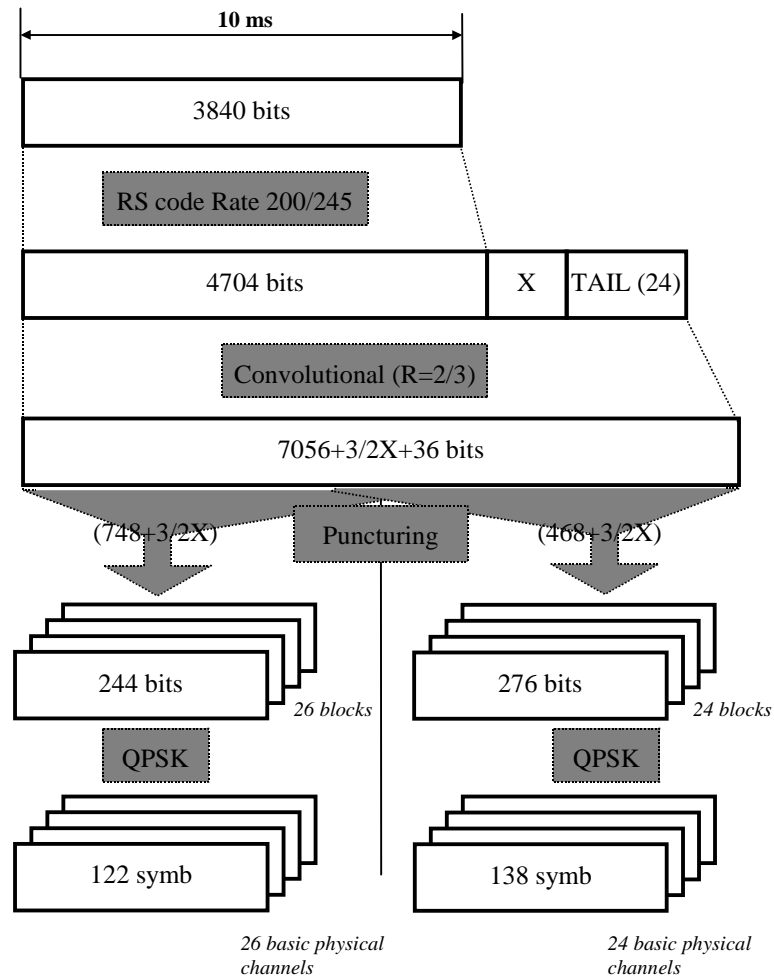 10 ms
3840 bits
RS code Rate 200/245
4704 bits X TAIL (24)
Convolutional (R=2/3)
7056+3/2X+36 bits
(748+3/2X) Puncturing (468+3/2X)
244 bits 276 bits
26 blocks 24 blocks
QPSK QPSK
122 symb 138 symb
26 basic physical 24 basic physical
channels channels